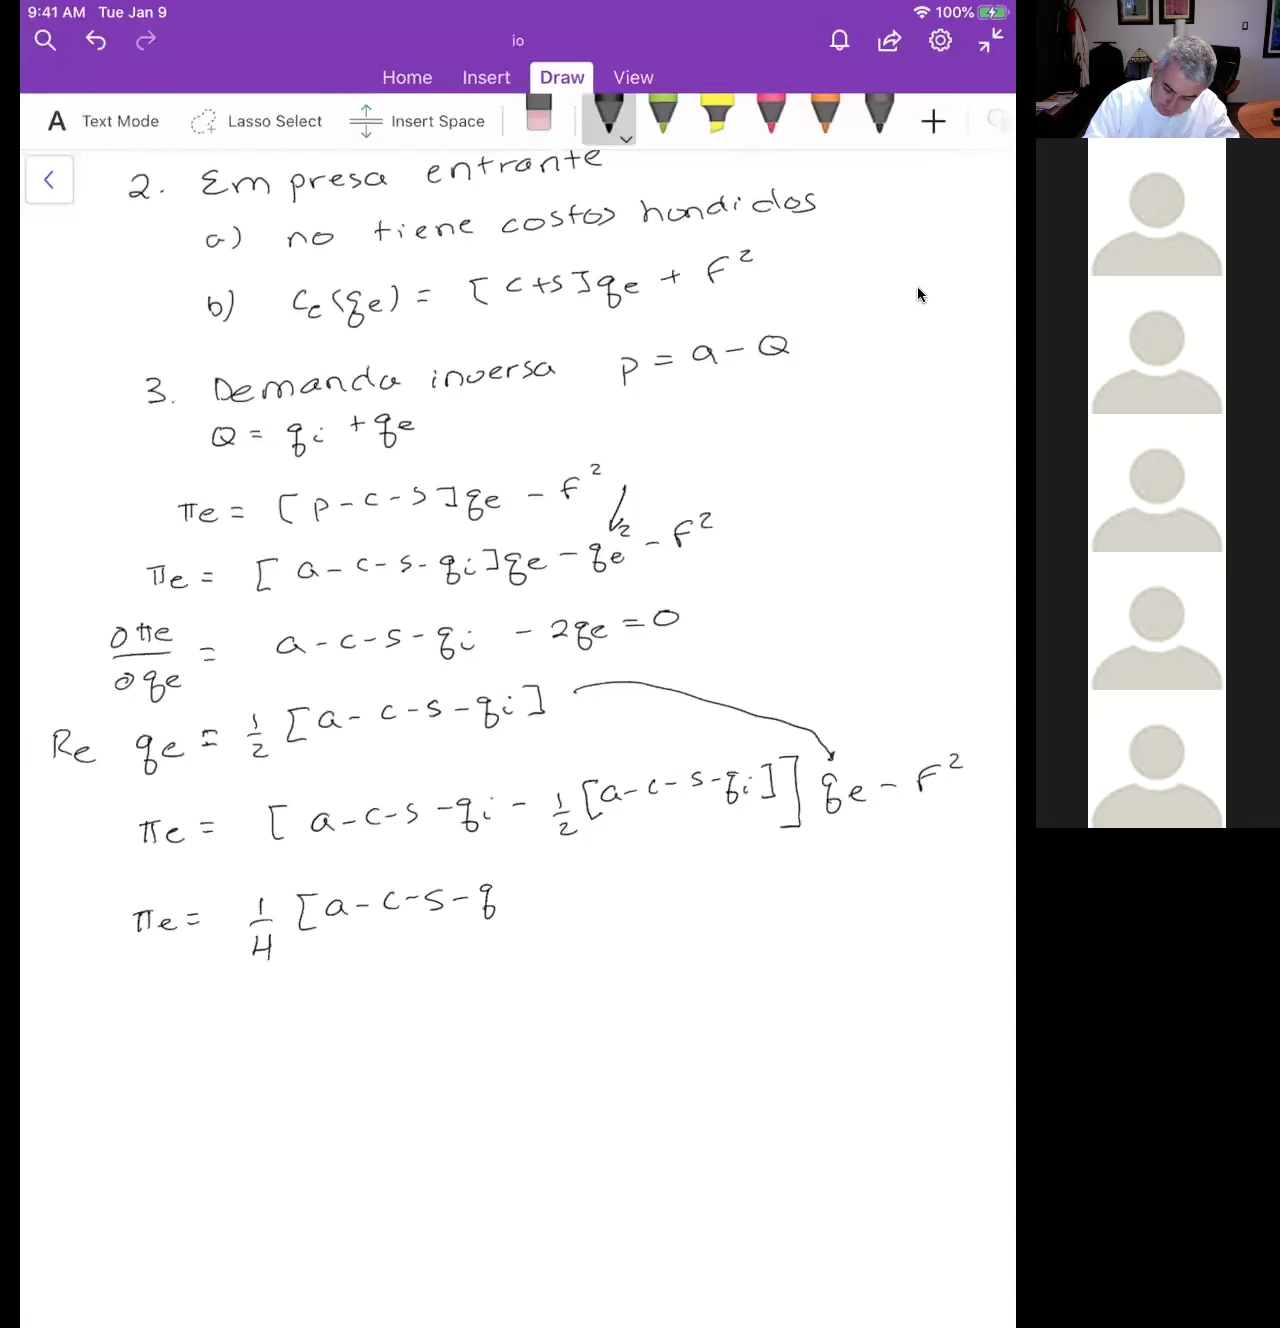 9:41 AM Tue Jan 9 100%
io
Home Insert Draw View
A Text Mode Lasso Select Insert Space
2. Empresa entrante
a) no tiene costos hundidos
b) Ce(qe) = [c+s]qe + F²
3. Demanda inversa p = a - Q
Q = qi + qe
πe = [p-c-s]qe - F²
πe = [a-c-s-qi]qe - qe² - F²
∂πe/∂qe = a-c-s-qi - 2qe = 0
Re qe = 1/2 [a-c-s-qi]
πe = [a-c-s-qi - 1/2[a-c-s-qi]]qe - F²
πe = 1/4 [a-c-s-q